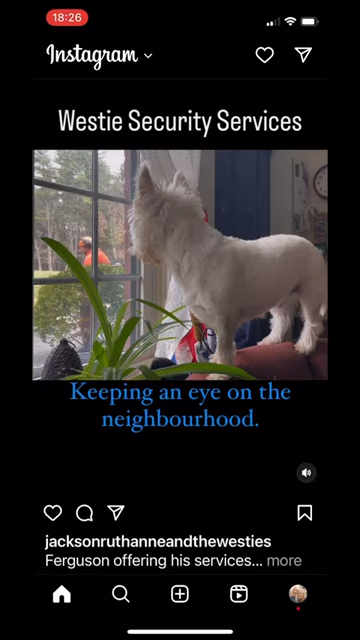 18:26
Instagram
Westie Security Services
Keeping an eye on the
neighbourhood.
jacksonruthanneandthewesties
Ferguson offering his services... more